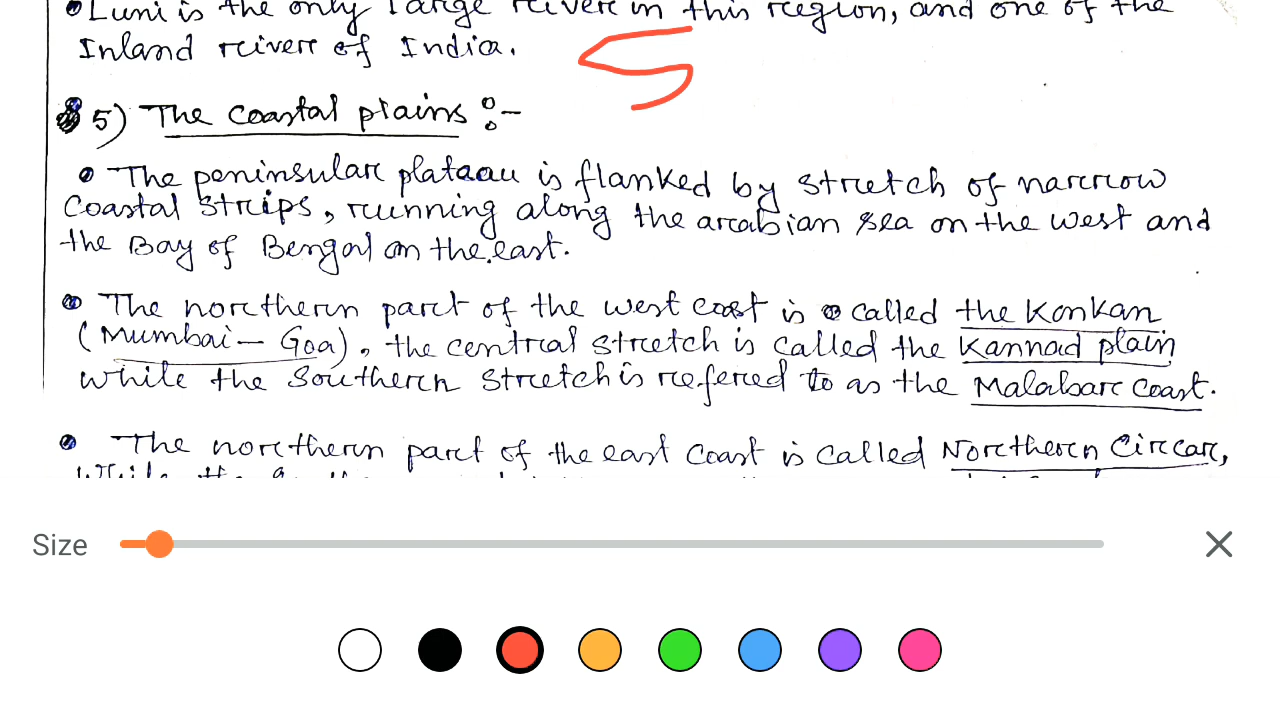 • Luni is the only large river in this region, and one of the
Inland river of India.
5
5) The Coastal plains :-
• The peninsular plataau is flanked by stretch of narrow
Coastal strips, running along the arabian sea on the west and
the Bay of Bengal on the east.
• The northern part of the west coast is called the Konkan
(Mumbai - Goa), the central stretch is called the Kannad plain
while the Southern stretch is refered to as the Malabar coast.
• The northern part of the east coast is called Northern Circar,
While the
Size